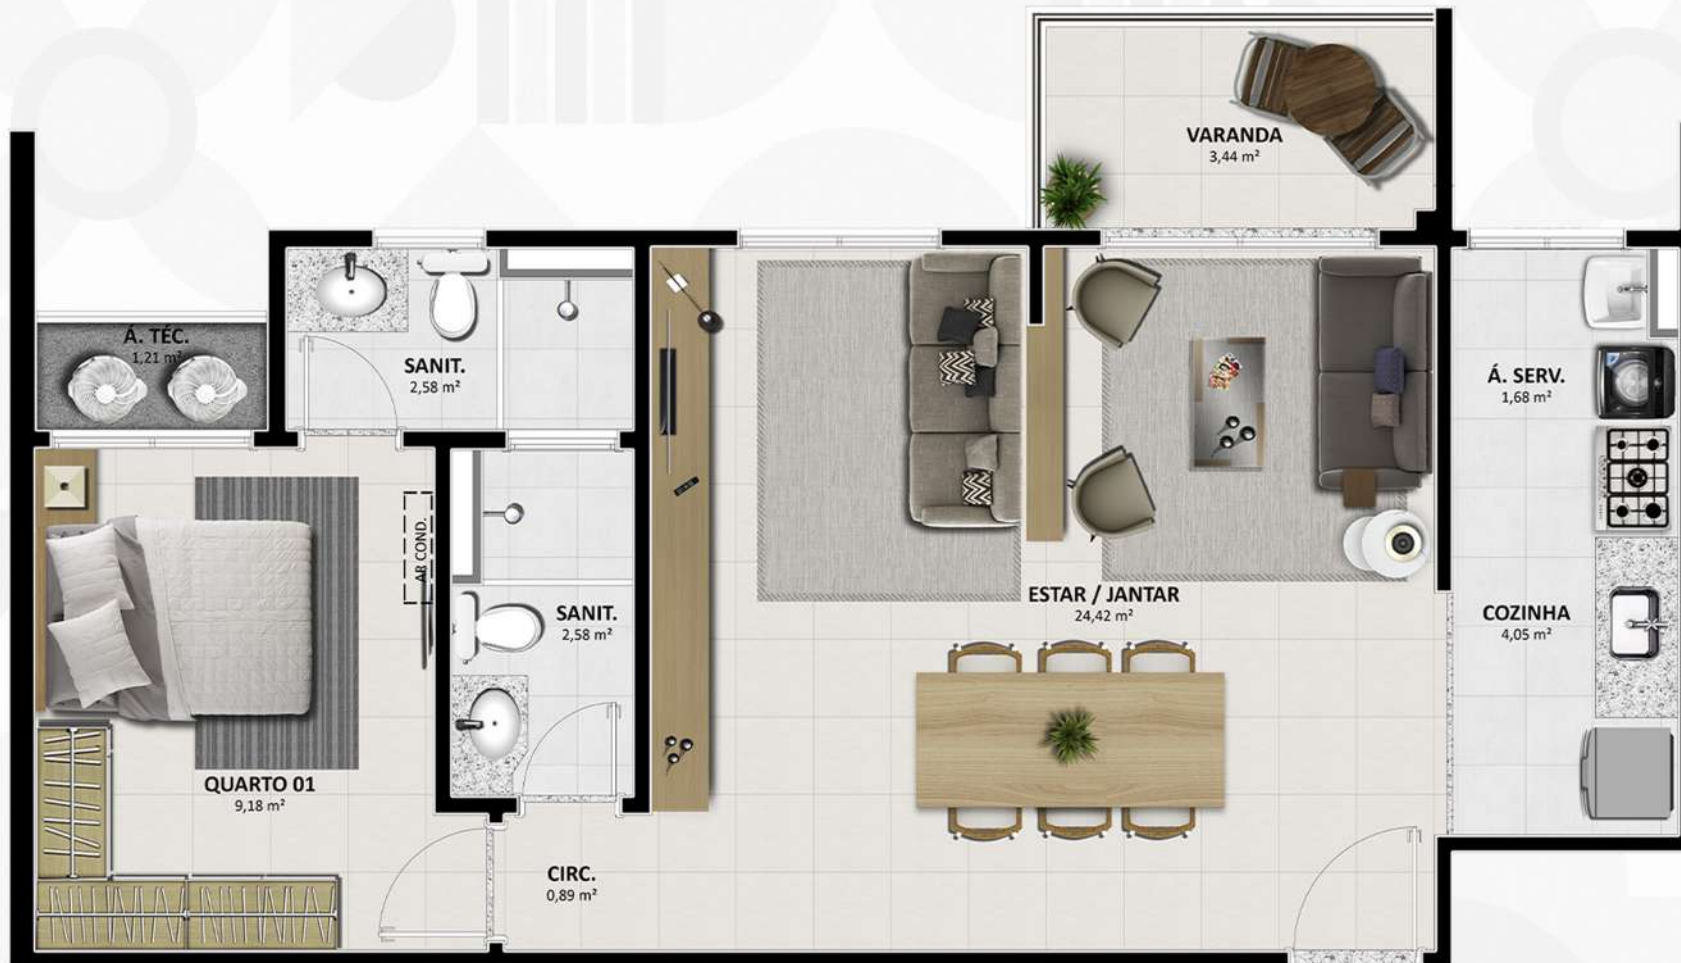 VARANDA
3,44 m²
Á. TÉC.
1,21 m²
SANIT.
2,58 m²
Á. SERV.
1,68 m²
AR COND.
SANIT.
2,58 m²
ESTAR / JANTAR
24,42 m²
COZINHA
4,05 m²
QUARTO 01
9,18 m²
CIRC.
0,89 m²